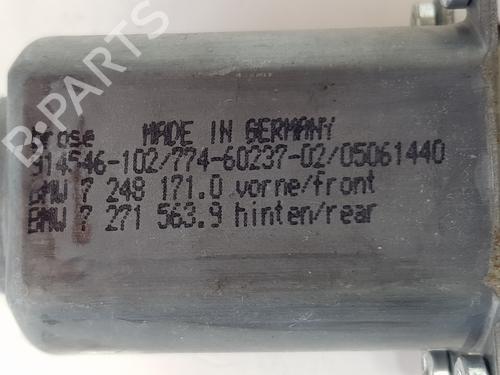 Brose MADE IN GERMANY
914546-102/774-60237-02/05061440
BMW 7 248 171.0 vorne/front
BMW 7 271 563.9 hinten/rear
B-PARTS